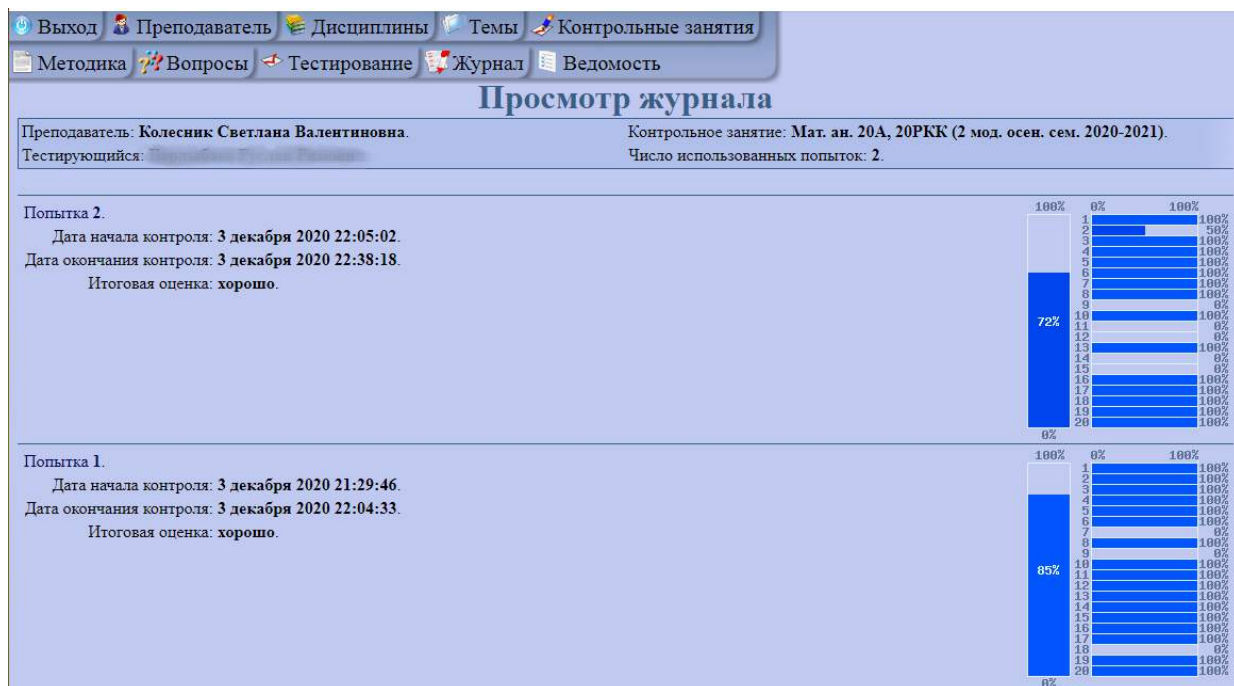 Выход Преподаватель Дисциплины Темы Контрольные занятия
Методика Вопросы Тестирование Журнал Ведомость
Просмотр журнала
Преподаватель: Колесник Светлана Валентиновна.
Контрольное занятие: Мат. ан. 20А, 20РКК (2 мод. осен. сем. 2020-2021).
Тестирующийся:
Число использованных попыток: 2.
Попытка 2.
Дата начала контроля: 3 декабря 2020 22:05:02.
Дата окончания контроля: 3 декабря 2020 22:38:18.
Итоговая оценка: хорошо.
100% 0% 100%
1 100%
2 50%
3 100%
4 100%
5 100%
6 100%
7 100%
8 100%
9 0%
10 100%
72%
11 0%
12 0%
13 100%
14 0%
15 0%
16 100%
17 100%
18 100%
19 100%
20 100%
0%
Попытка 1.
Дата начала контроля: 3 декабря 2020 21:29:46.
Дата окончания контроля: 3 декабря 2020 22:04:33.
Итоговая оценка: хорошо.
100% 0% 100%
1 100%
2 100%
3 100%
4 100%
5 100%
6 100%
7 0%
8 100%
9 0%
10 100%
85%
11 100%
12 100%
13 100%
14 100%
15 100%
16 100%
17 100%
18 0%
19 100%
20 100%
0%